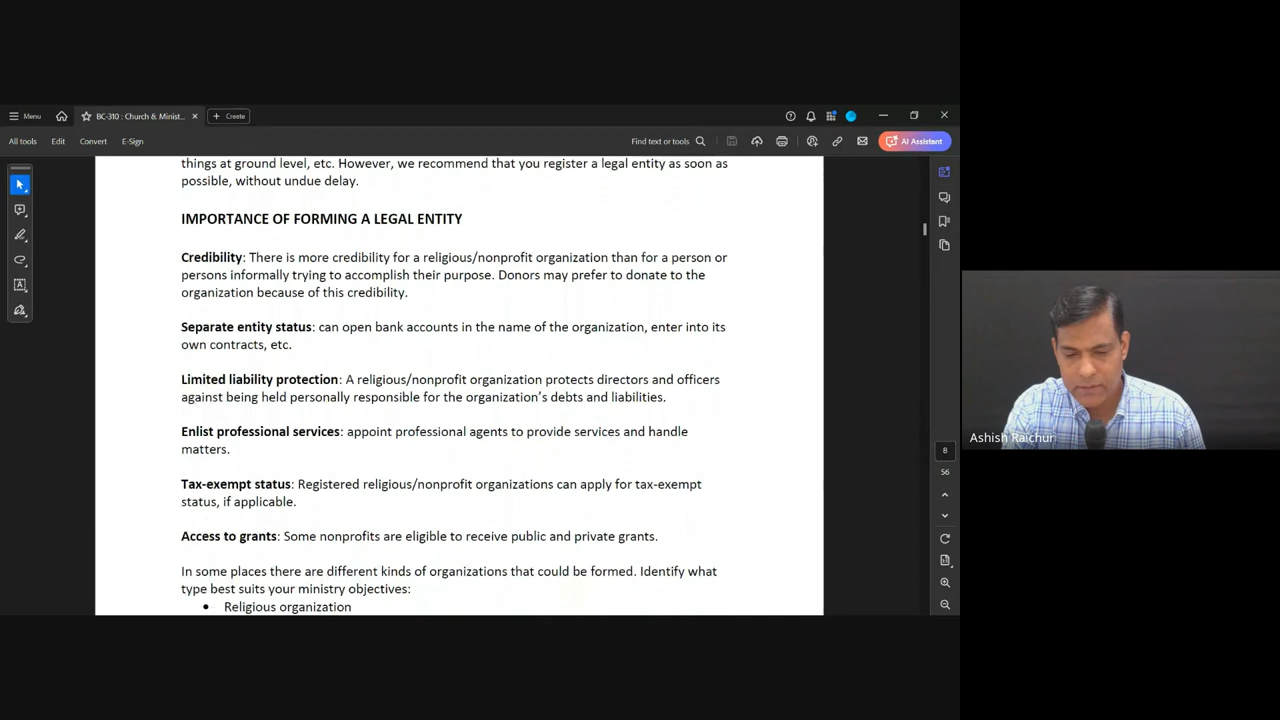 Menu
BC-310 : Church & Minist...
Create
All tools
Edit
Convert
E-Sign
Find text or tools
AI Assistant
things at ground level, etc. However, we recommend that you register a legal entity as soon as
possible, without undue delay.
IMPORTANCE OF FORMING A LEGAL ENTITY
Credibility: There is more credibility for a religious/nonprofit organization than for a person or
persons informally trying to accomplish their purpose. Donors may prefer to donate to the
organization because of this credibility.
Separate entity status: can open bank accounts in the name of the organization, enter into its
own contracts, etc.
Limited liability protection: A religious/nonprofit organization protects directors and officers
against being held personally responsible for the organization's debts and liabilities.
Enlist professional services: appoint professional agents to provide services and handle
matters.
Tax-exempt status: Registered religious/nonprofit organizations can apply for tax-exempt
status, if applicable.
Access to grants: Some nonprofits are eligible to receive public and private grants.
In some places there are different kinds of organizations that could be formed. Identify what
type best suits your ministry objectives:
• Religious organization
8
56
Ashish Raichur